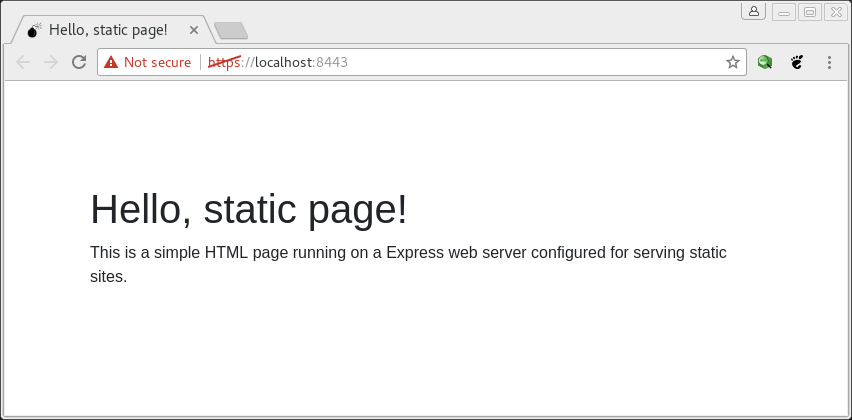 Hello, static page!
Not secure https://localhost:8443
Hello, static page!
This is a simple HTML page running on a Express web server configured for serving static
sites.